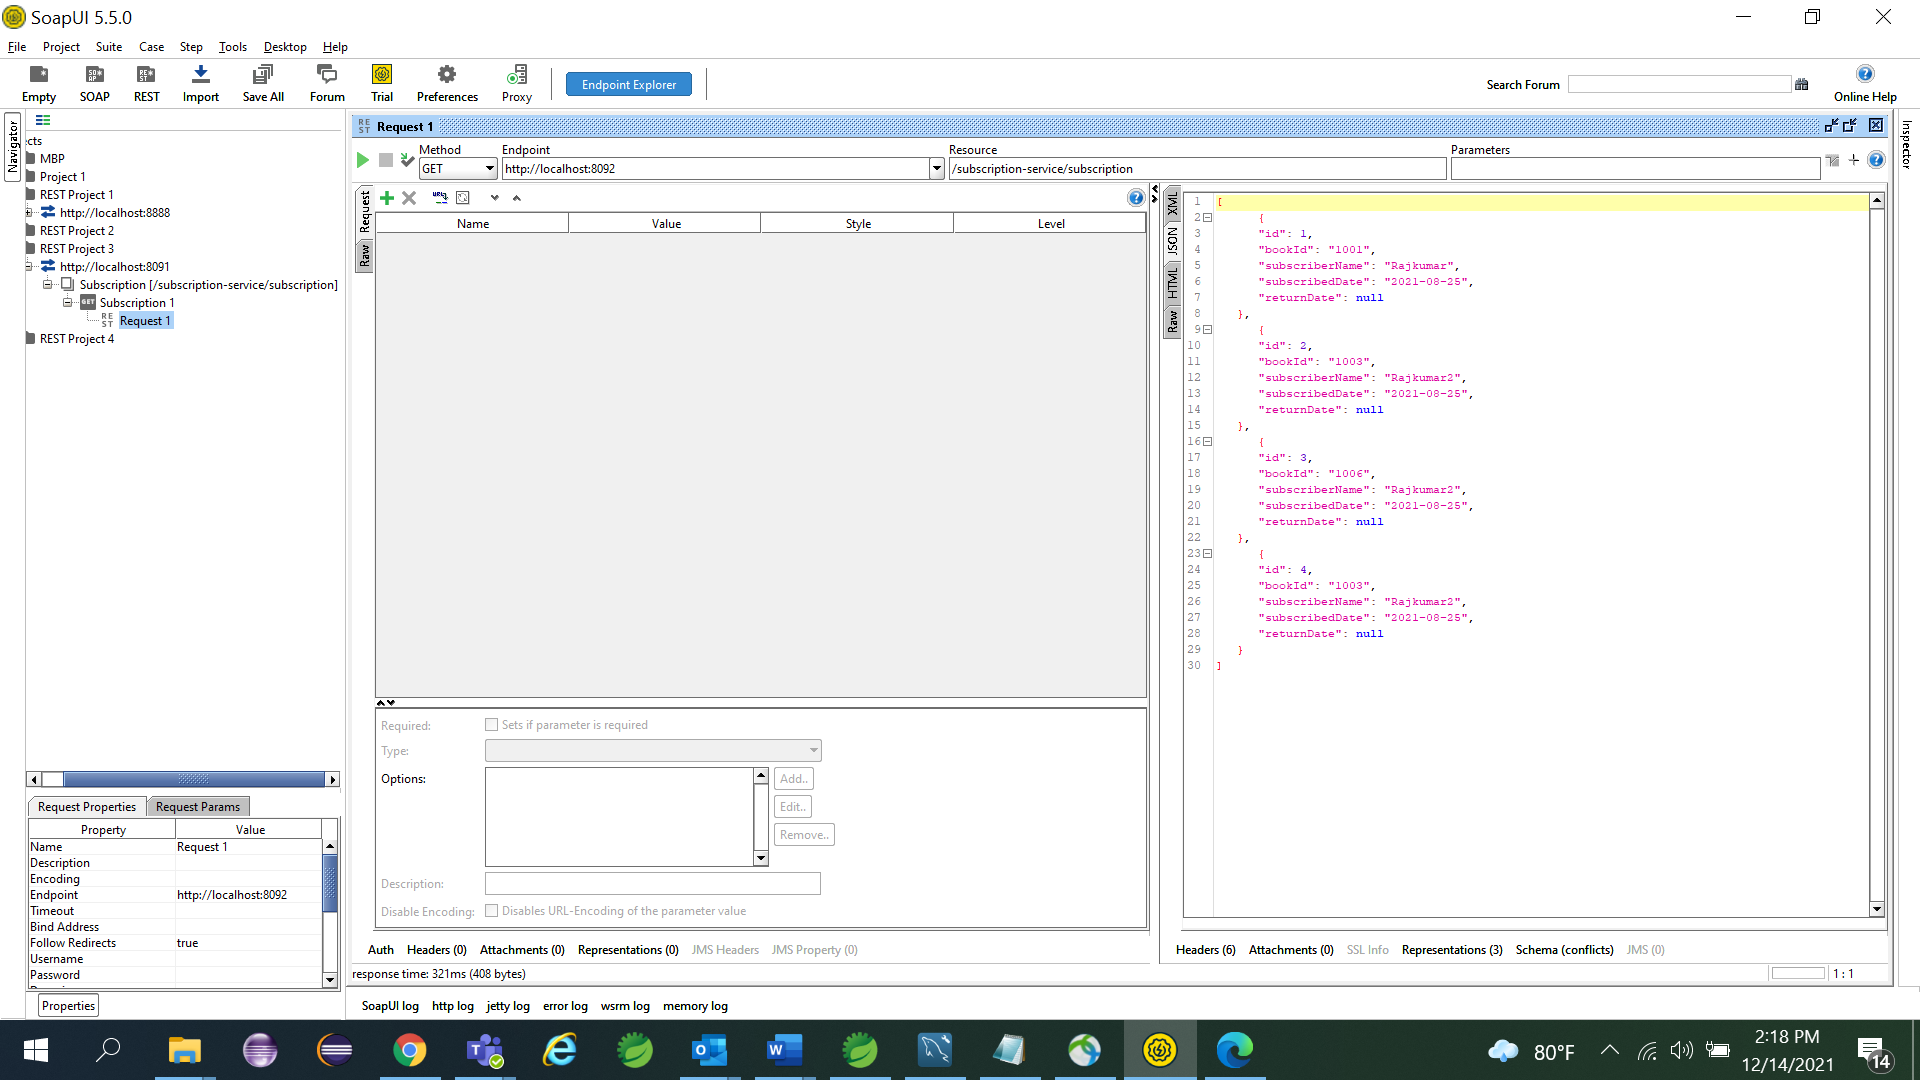 SoapUI 5.5.0
File Project Suite Case Step Tools Desktop Help
Empty SOAP REST Import Save All Forum Trial Preferences Proxy Endpoint Explorer Search Forum Online Help
Navigator
Inspector
cts
MBP
Project 1
REST Project 1
http://localhost:8888
REST Project 2
REST Project 3
http://localhost:8091
Subscription [/subscription-service/subscription]
GET Subscription 1
REST Request 1
REST Project 4
Request Properties Request Params
Property Value
Name Request 1
Description
Encoding
Endpoint http://localhost:8092
Timeout
Bind Address
Follow Redirects true
Username
Password
Properties
REST Request 1
Method Endpoint Resource Parameters
GET http://localhost:8092 /subscription-service/subscription
Request
Raw
Name Value Style Level
Required: Sets if parameter is required
Type:
Options: Add..
Edit..
Remove..
Description:
Disable Encoding: Disables URL-Encoding of the parameter value
Auth Headers (0) Attachments (0) Representations (0) JMS Headers JMS Property (0)
response time: 321ms (408 bytes)
XML
JSON
HTML
Raw
1 [
2 {
3 "id": 1,
4 "bookId": "1001",
5 "subscriberName": "Rajkumar",
6 "subscribedDate": "2021-08-25",
7 "returnDate": null
8 },
9 {
10 "id": 2,
11 "bookId": "1003",
12 "subscriberName": "Rajkumar2",
13 "subscribedDate": "2021-08-25",
14 "returnDate": null
15 },
16 {
17 "id": 3,
18 "bookId": "1006",
19 "subscriberName": "Rajkumar2",
20 "subscribedDate": "2021-08-25",
21 "returnDate": null
22 },
23 {
24 "id": 4,
25 "bookId": "1003",
26 "subscriberName": "Rajkumar2",
27 "subscribedDate": "2021-08-25",
28 "returnDate": null
29 }
30 ]
Headers (6) Attachments (0) SSL Info Representations (3) Schema (conflicts) JMS (0)
1 : 1
SoapUI log http log jetty log error log wsrm log memory log
80°F
2:18 PM
12/14/2021
14